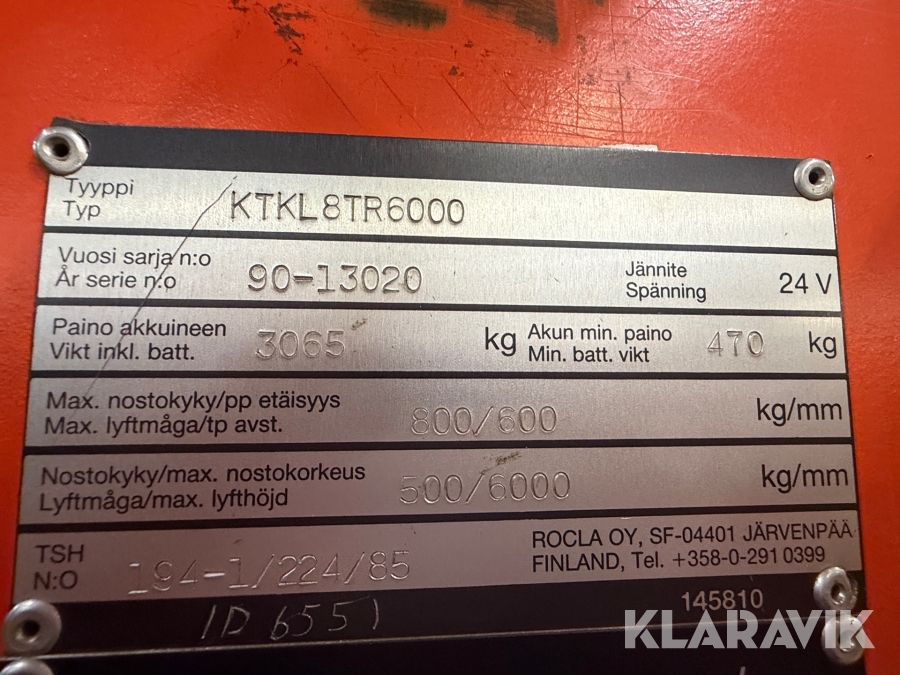 Tyyppi
Typ KTKL8TR6000
Vuosi sarja n:o
År serie n:o 90-13020 Jännite
Spänning 24 V
Paino akkuineen
Vikt inkl. batt. 3065 kg Akun min. paino
Min. batt. vikt 470 kg
Max. nostokyky/pp etäisyys
Max. lyftmåga/tp avst. 800/600 kg/mm
Nostokyky/max. nostokorkeus
Lyftmåga/max. lyfthöjd 500/6000 kg/mm
TSH
N:O 194-1/224/85
ROCLA OY, SF-04401 JÄRVENPÄÄ
FINLAND, Tel. +358-0-291 0399
145810
ID 6551
KLARAVIK